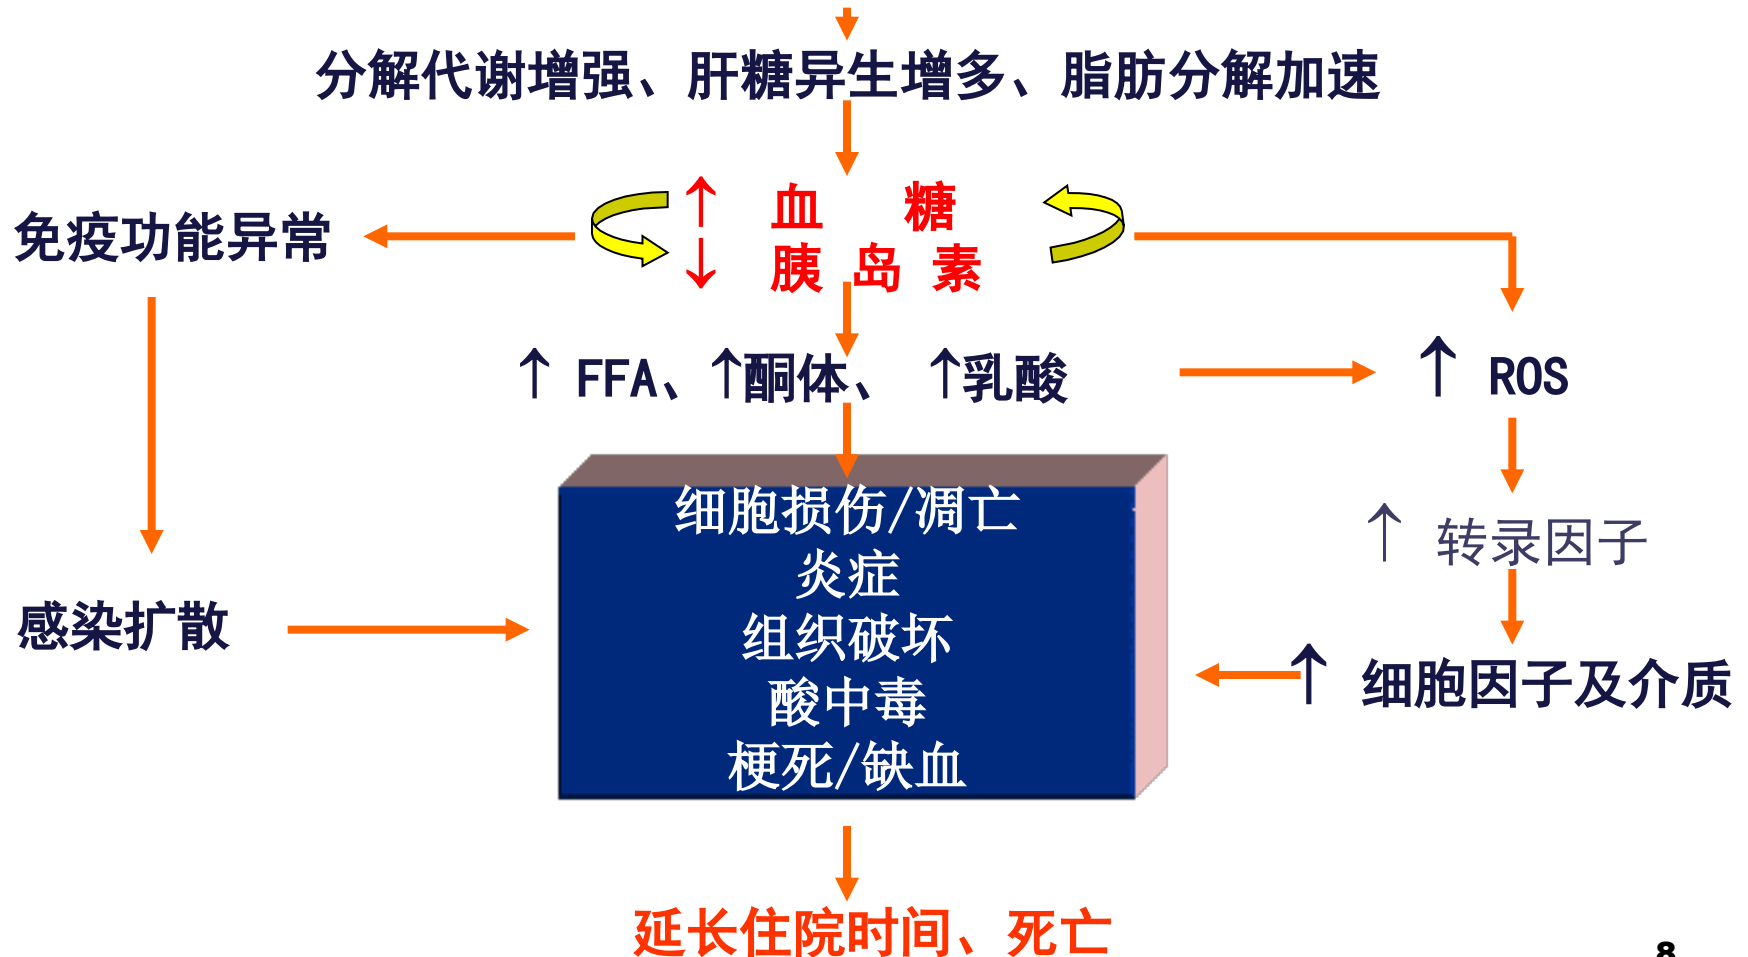 分解代谢增强、肝糖异生增多、脂肪分解加速
↑ 血 糖
↓ 胰 岛 素
免疫功能异常
↑ FFA、↑酮体、 ↑乳酸
↑ ROS
细胞损伤/凋亡
↑ 转录因子
炎症
感染扩散
组织破坏
↑ 细胞因子及介质
酸中毒
梗死/缺血
延长住院时间、死亡
8